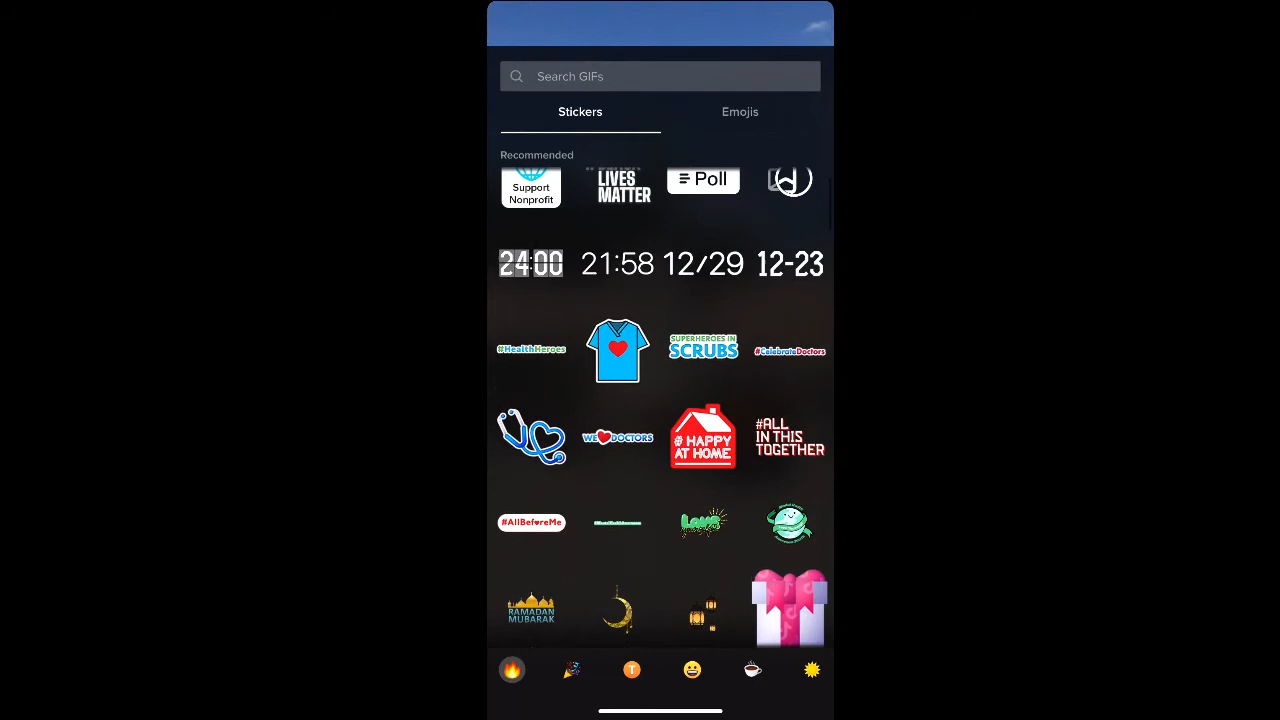 Search GIFs
Stickers
Emojis
Recommended
Support
Nonprofit
LIVES
MATTER
Poll
24:00
21:58
12/29
12-23
#HealthHeroes
SUPERHEROES IN
SCRUBS
#CelebrateDoctors
WE DOCTORS
# HAPPY
AT HOME
#ALL
IN THIS
TOGETHER
#AllBeforeMe
RAMADAN
MUBARAK
T